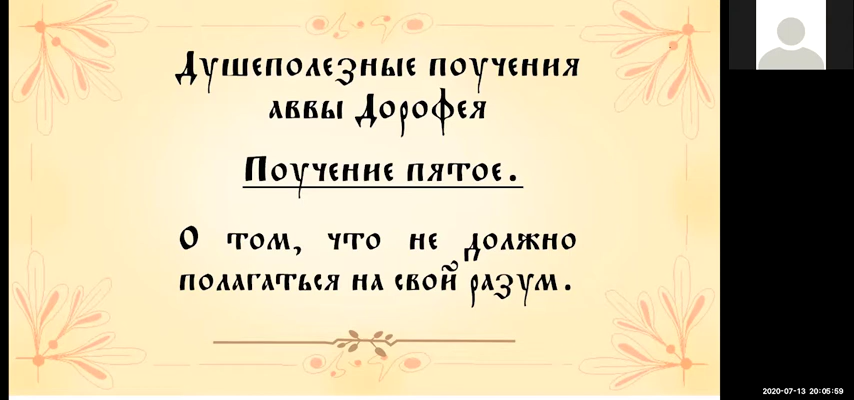 Душеполезные поучения
аввы Дорофея
Поучение пятое.
О том, что не должно
полагаться на свой разум.
2020-07-13 20:05:59